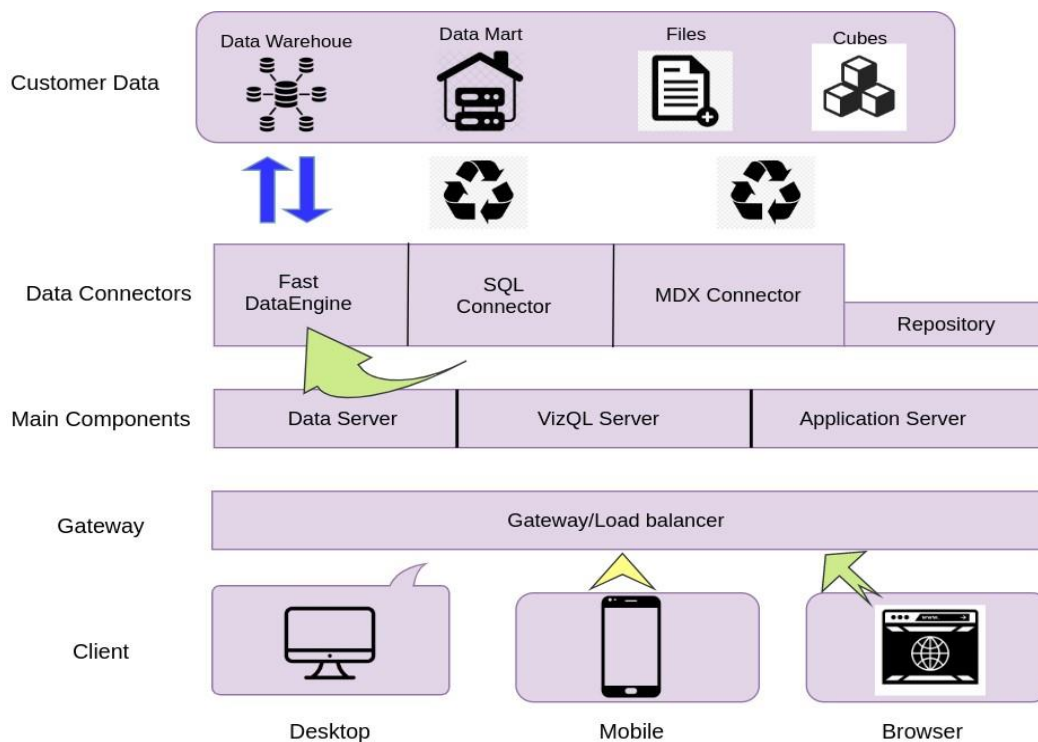 Data Warehoue
Data Mart
Files
Cubes
Customer Data
Data Connectors
Fast
DataEngine
SQL
Connector
MDX Connector
Repository
Main Components
Data Server
VizQL Server
Application Server
Gateway
Gateway/Load balancer
Client
www.
Desktop
Mobile
Browser